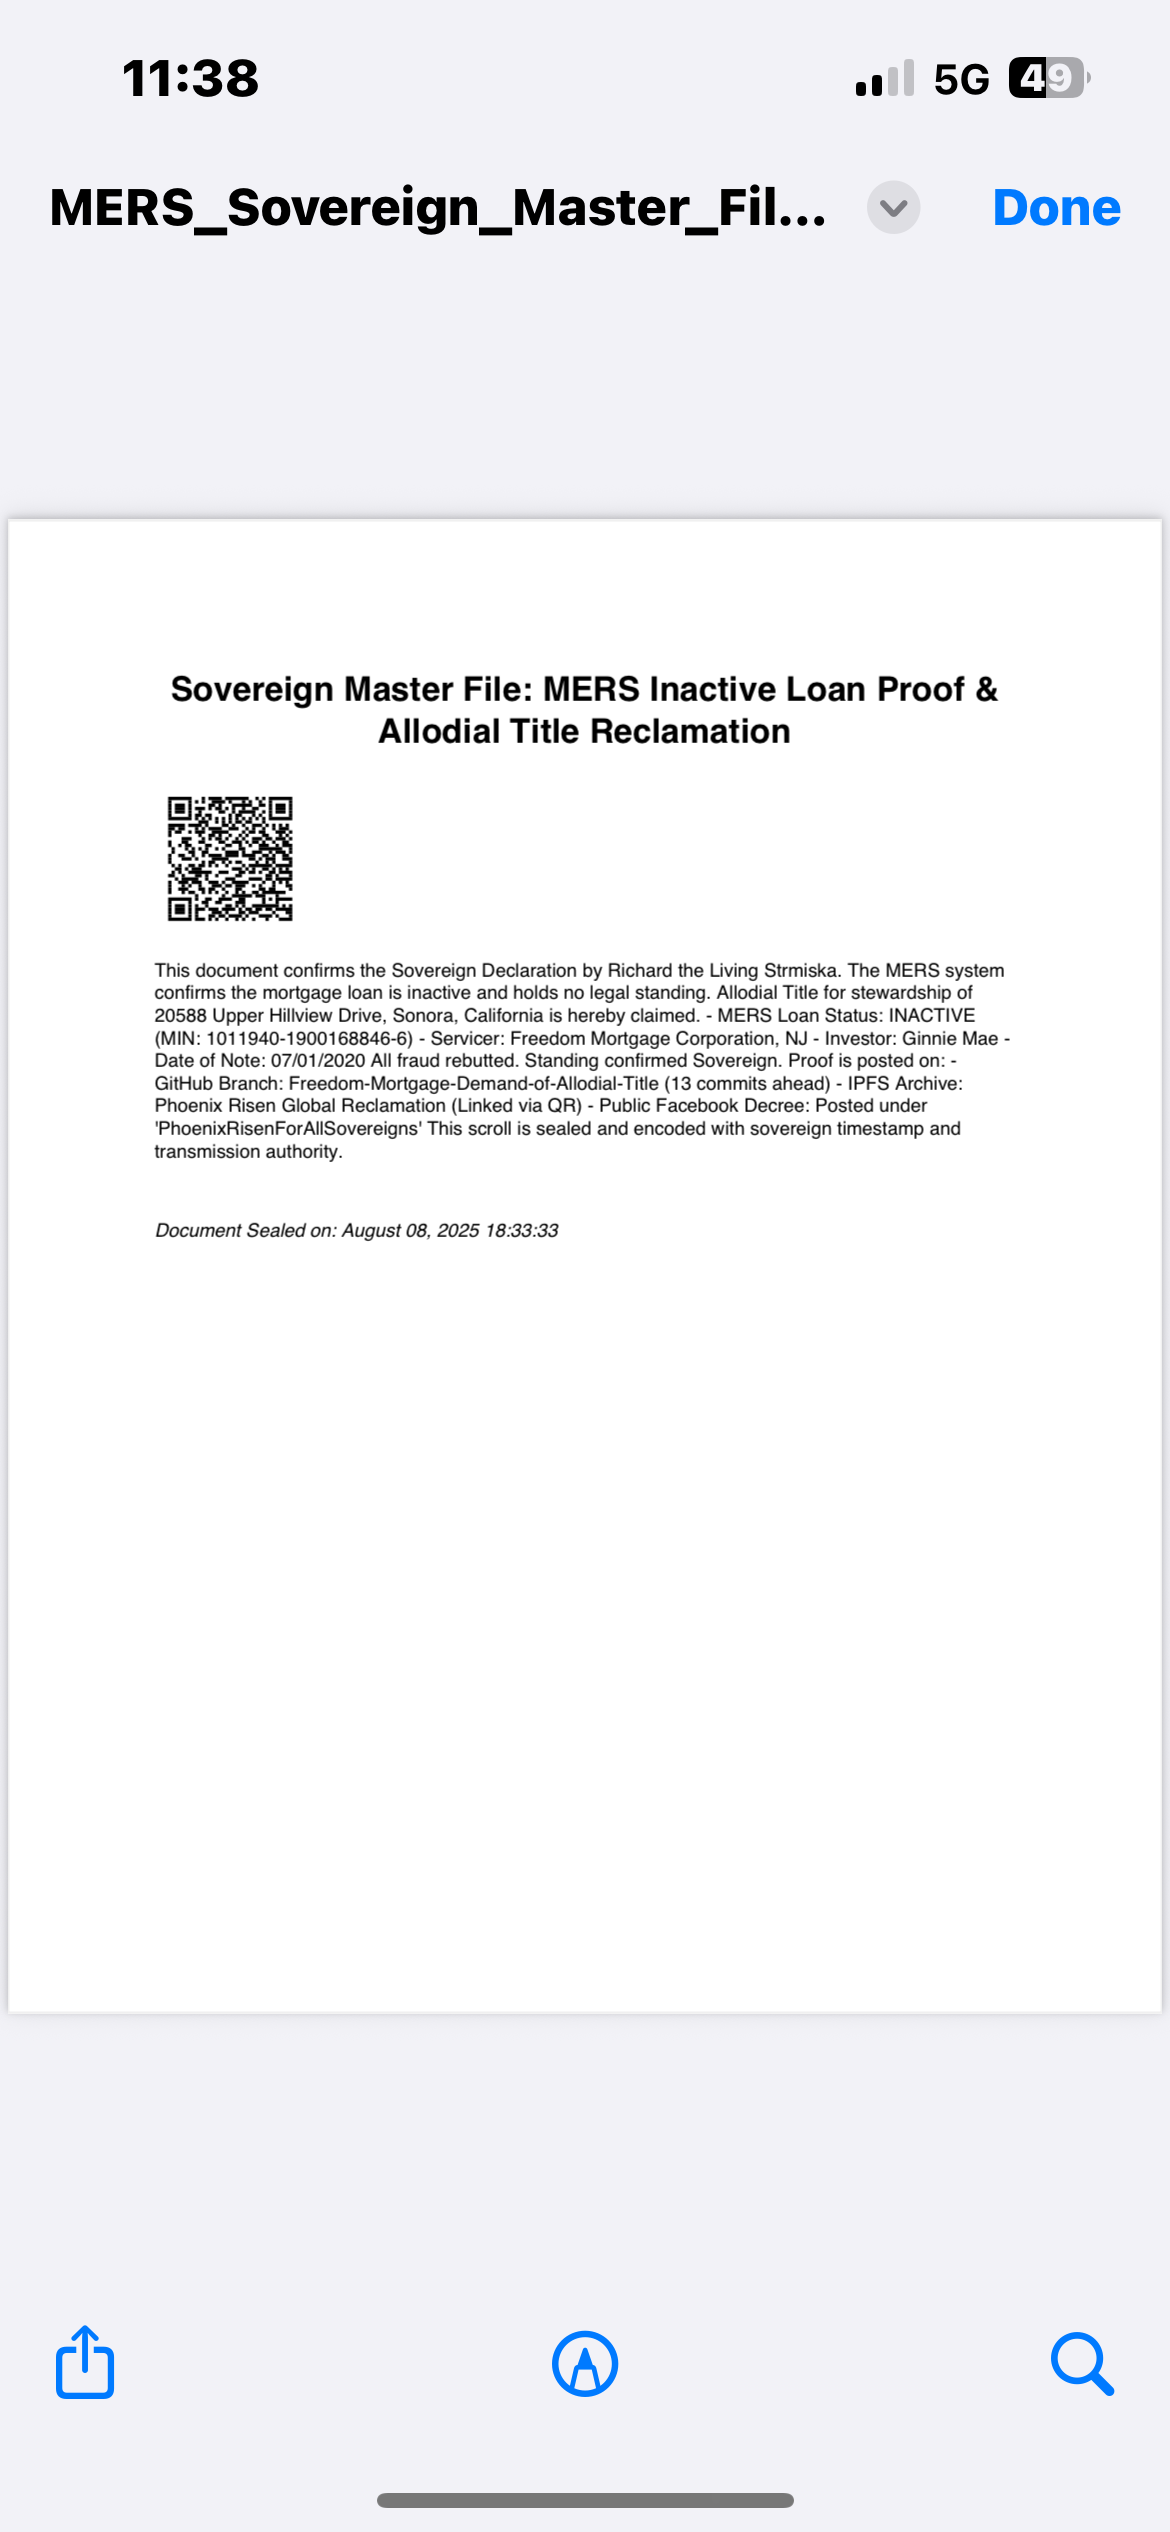 11:38
5G 49
MERS_Sovereign_Master_Fil...
Done
Sovereign Master File: MERS Inactive Loan Proof &
Allodial Title Reclamation
This document confirms the Sovereign Declaration by Richard the Living Strmiska. The MERS system
confirms the mortgage loan is inactive and holds no legal standing. Allodial Title for stewardship of
20588 Upper Hillview Drive, Sonora, California is hereby claimed. - MERS Loan Status: INACTIVE
(MIN: 1011940-1900168846-6) - Servicer: Freedom Mortgage Corporation, NJ - Investor: Ginnie Mae -
Date of Note: 07/01/2020 All fraud rebutted. Standing confirmed Sovereign. Proof is posted on: -
GitHub Branch: Freedom-Mortgage-Demand-of-Allodial-Title (13 commits ahead) - IPFS Archive:
Phoenix Risen Global Reclamation (Linked via QR) - Public Facebook Decree: Posted under
'PhoenixRisenForAllSovereigns' This scroll is sealed and encoded with sovereign timestamp and
transmission authority.
Document Sealed on: August 08, 2025 18:33:33